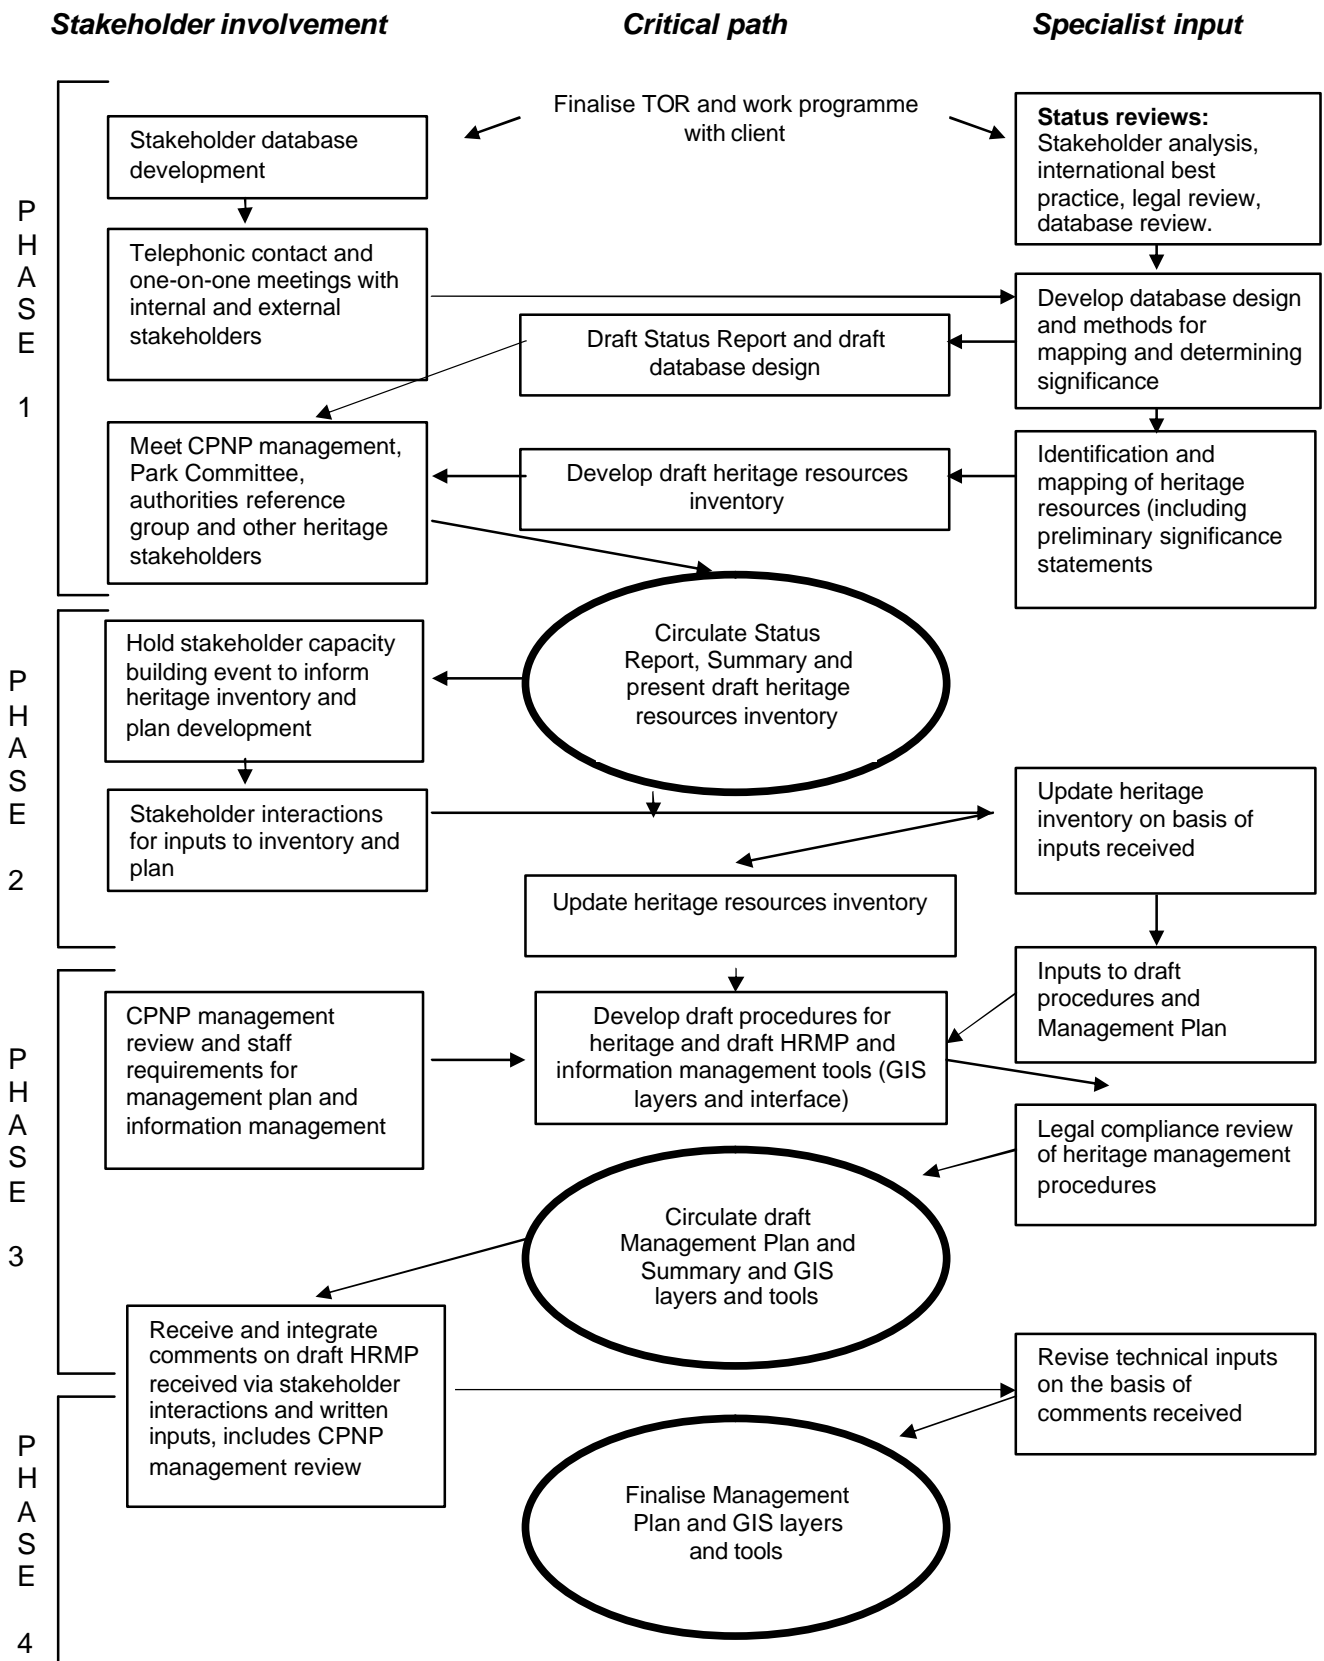 Stakeholder involvement
Critical path
Specialist input
PHASE 1
Finalise TOR and work programme
with client
Stakeholder database
development
Status reviews:
Stakeholder analysis,
international best
practice, legal review,
database review.
Telephonic contact and
one-on-one meetings with
internal and external
stakeholders
Develop database design
and methods for
mapping and determining
significance
Draft Status Report and draft
database design
Meet CPNP management,
Park Committee,
authorities reference
group and other heritage
stakeholders
Develop draft heritage resources
inventory
Identification and
mapping of heritage
resources (including
preliminary significance
statements
PHASE 2
Circulate Status
Report, Summary and
present draft heritage
resources inventory
Hold stakeholder capacity
building event to inform
heritage inventory and
plan development
Stakeholder interactions
for inputs to inventory and
plan
Update heritage
inventory on basis of
inputs received
Update heritage resources inventory
PHASE 3
CPNP management
review and staff
requirements for
management plan and
information management
Develop draft procedures for
heritage and draft HRMP and
information management tools (GIS
layers and interface)
Inputs to draft
procedures and
Management Plan
Legal compliance review
of heritage management
procedures
Circulate draft
Management Plan and
Summary and GIS
layers and tools
Receive and integrate
comments on draft HRMP
received via stakeholder
interactions and written
inputs, includes CPNP
management review
Revise technical inputs
on the basis of
comments received
PHASE 4
Finalise Management
Plan and GIS layers
and tools